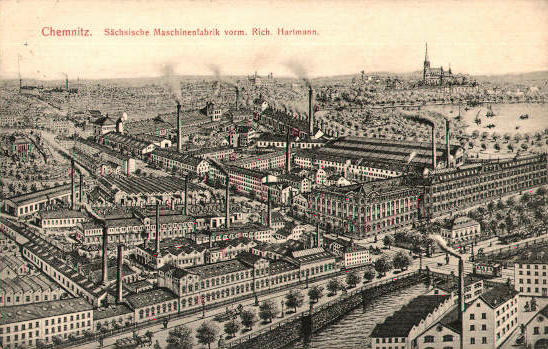 Chemnitz. Sächsische Maschinenfabrik vorm. Rich. Hartmann.